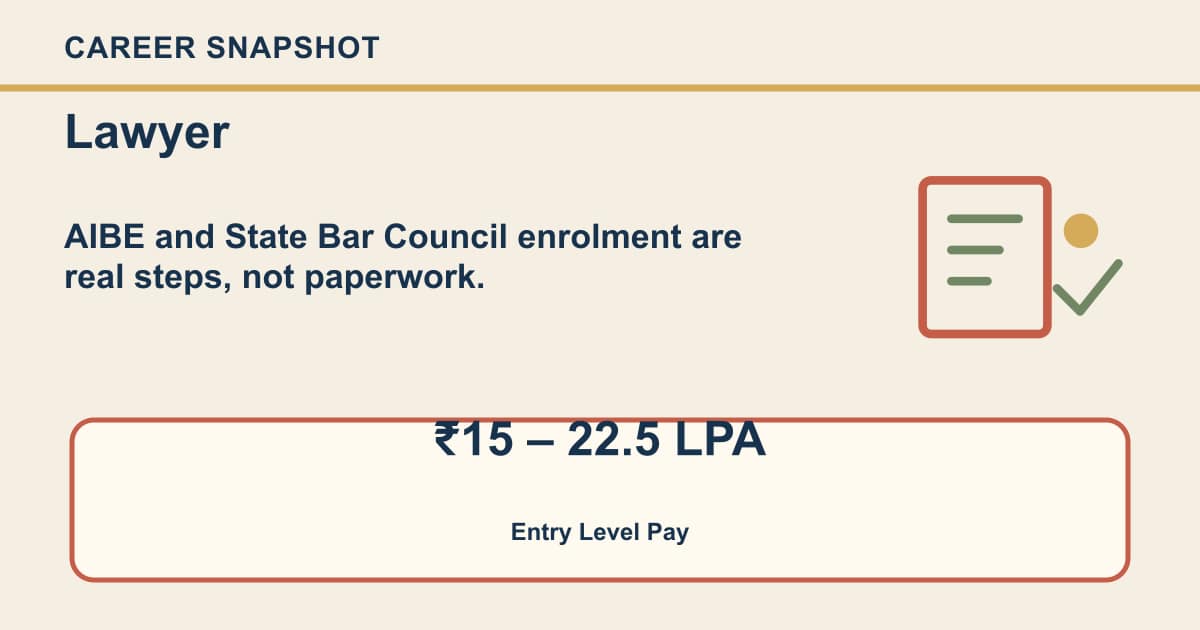 CAREER SNAPSHOT
Lawyer
AIBE and State Bar Council enrolment are
real steps, not paperwork.
₹15 – 22.5 LPA
Entry Level Pay